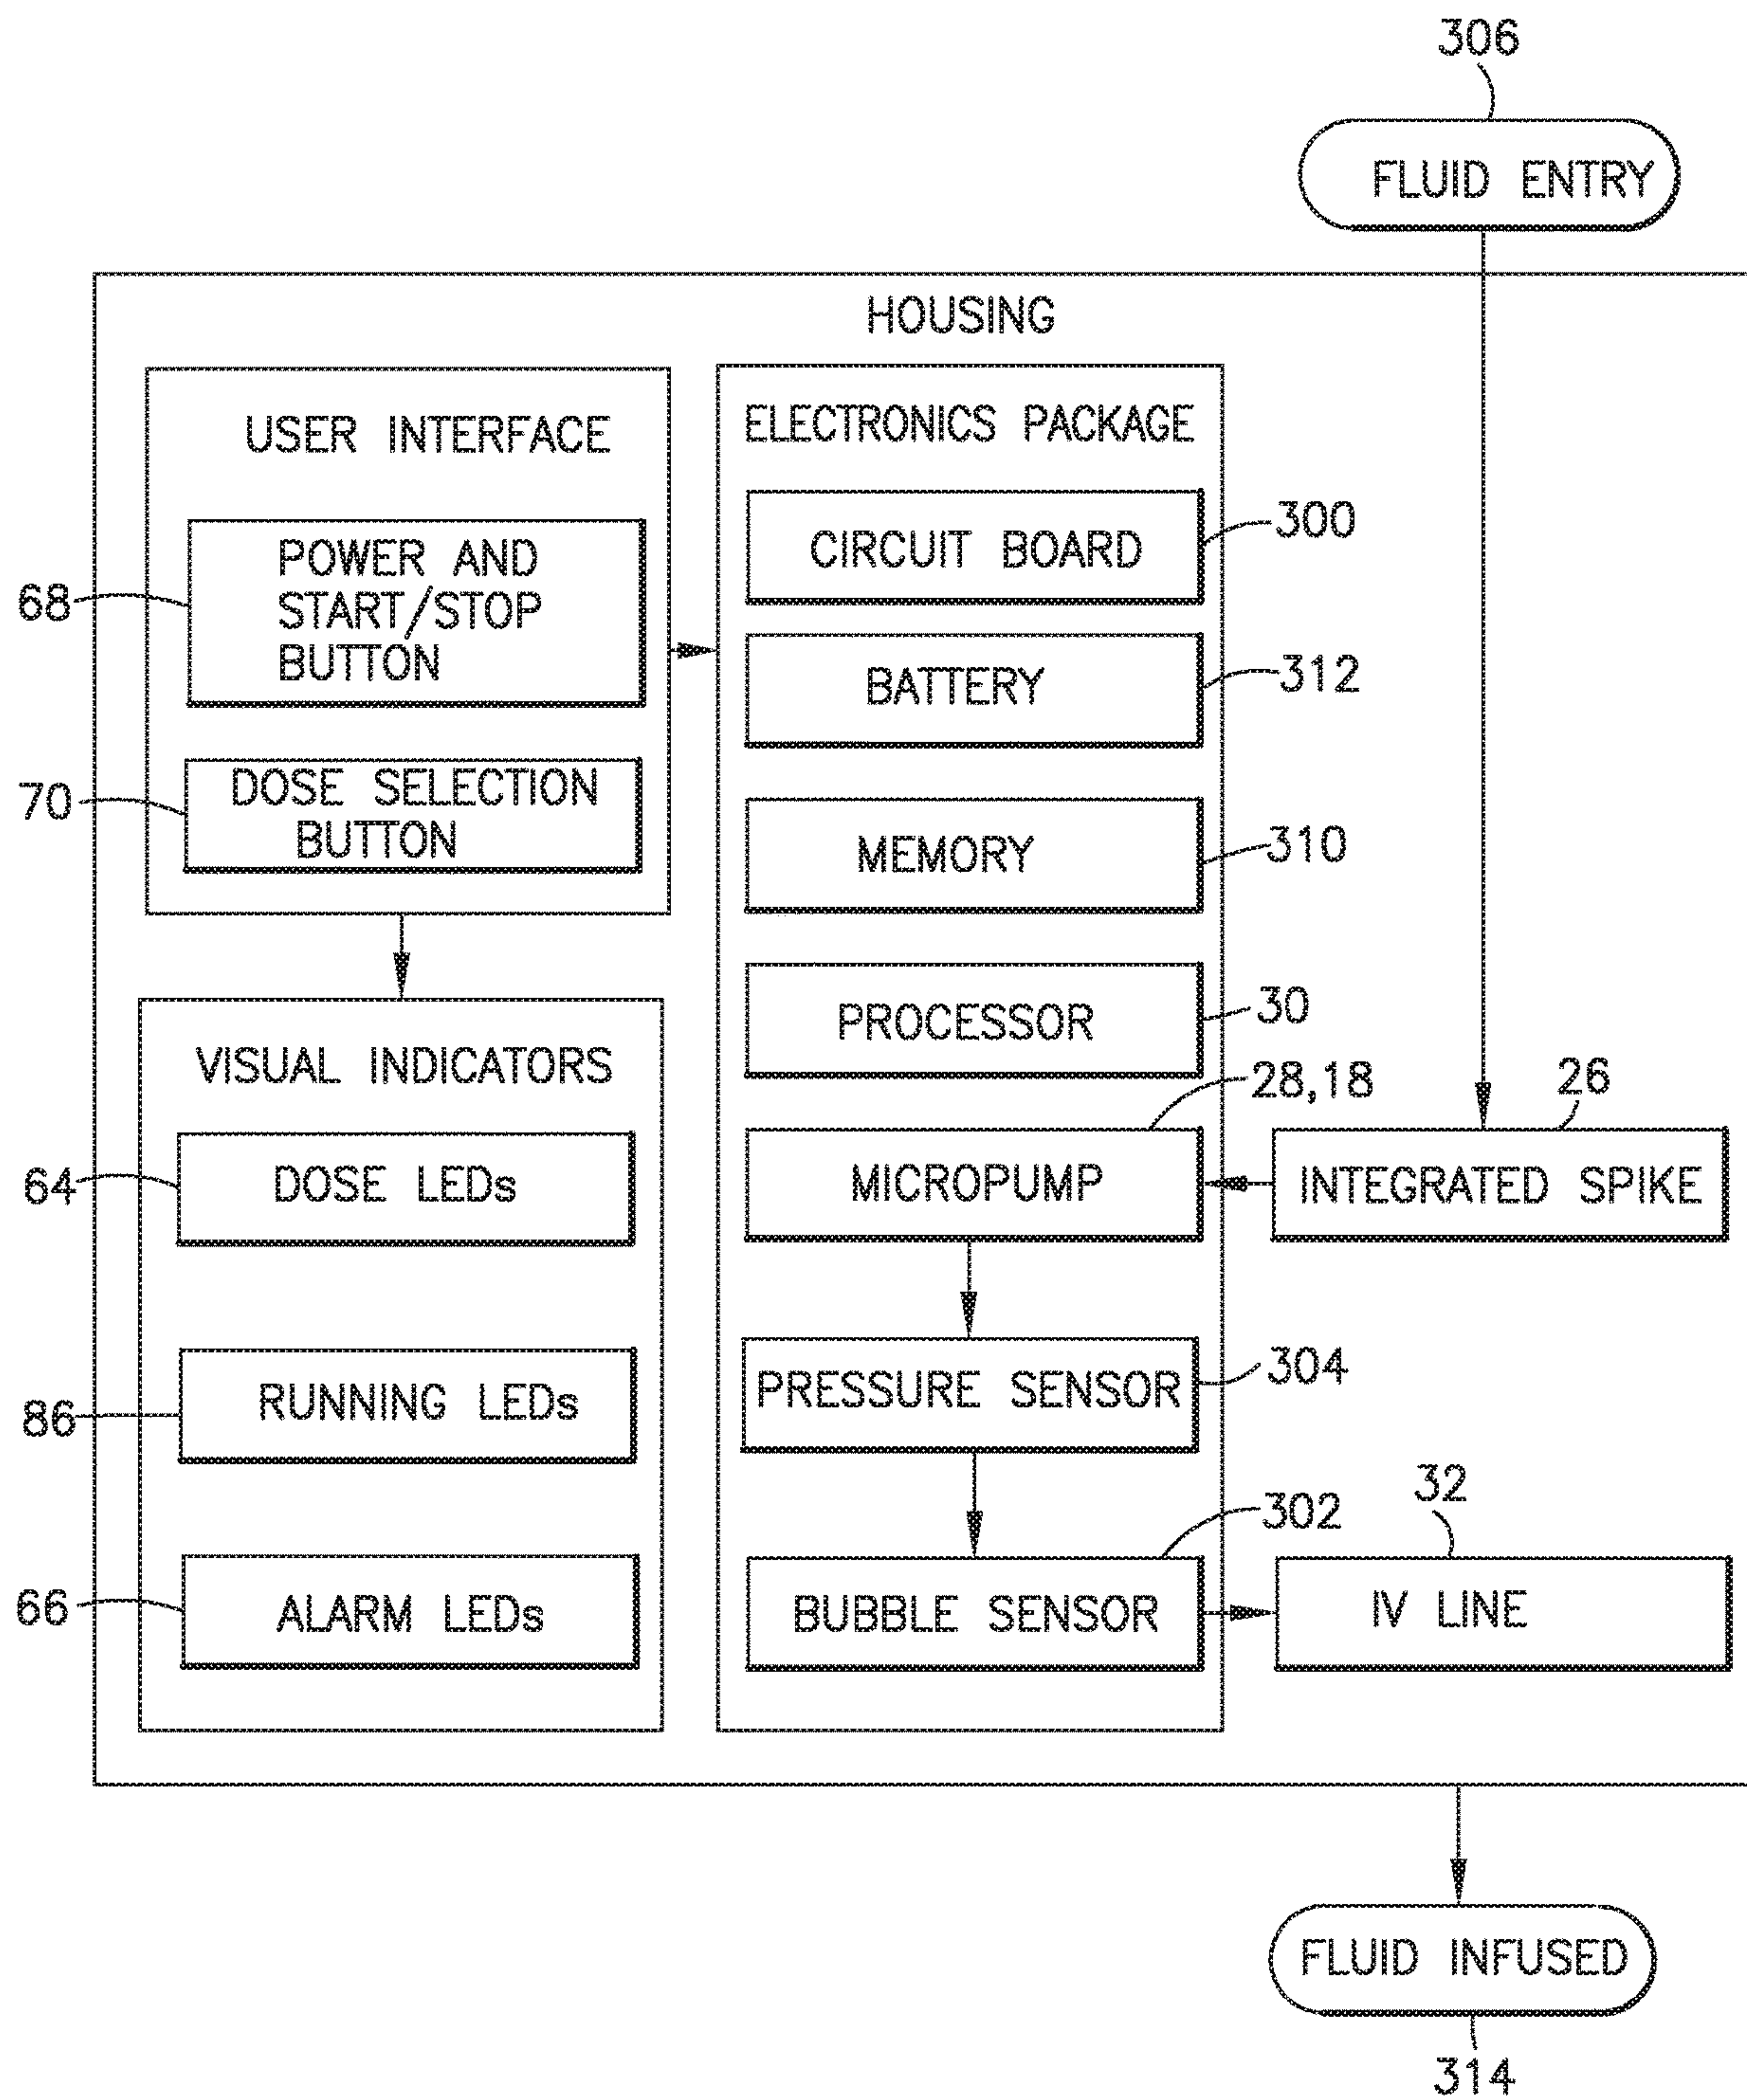 306
FLUID ENTRY
HOUSING
USER INTERFACE
POWER AND
START/STOP
BUTTON
68
DOSE SELECTION
BUTTON
70
VISUAL INDICATORS
DOSE LEDs
64
RUNNING LEDs
86
ALARM LEDs
66
ELECTRONICS PACKAGE
CIRCUIT BOARD
300
BATTERY
312
MEMORY
310
PROCESSOR
30
28,18
MICROPUMP
26
INTEGRATED SPIKE
PRESSURE SENSOR
304
302
BUBBLE SENSOR
32
IV LINE
FLUID INFUSED
314